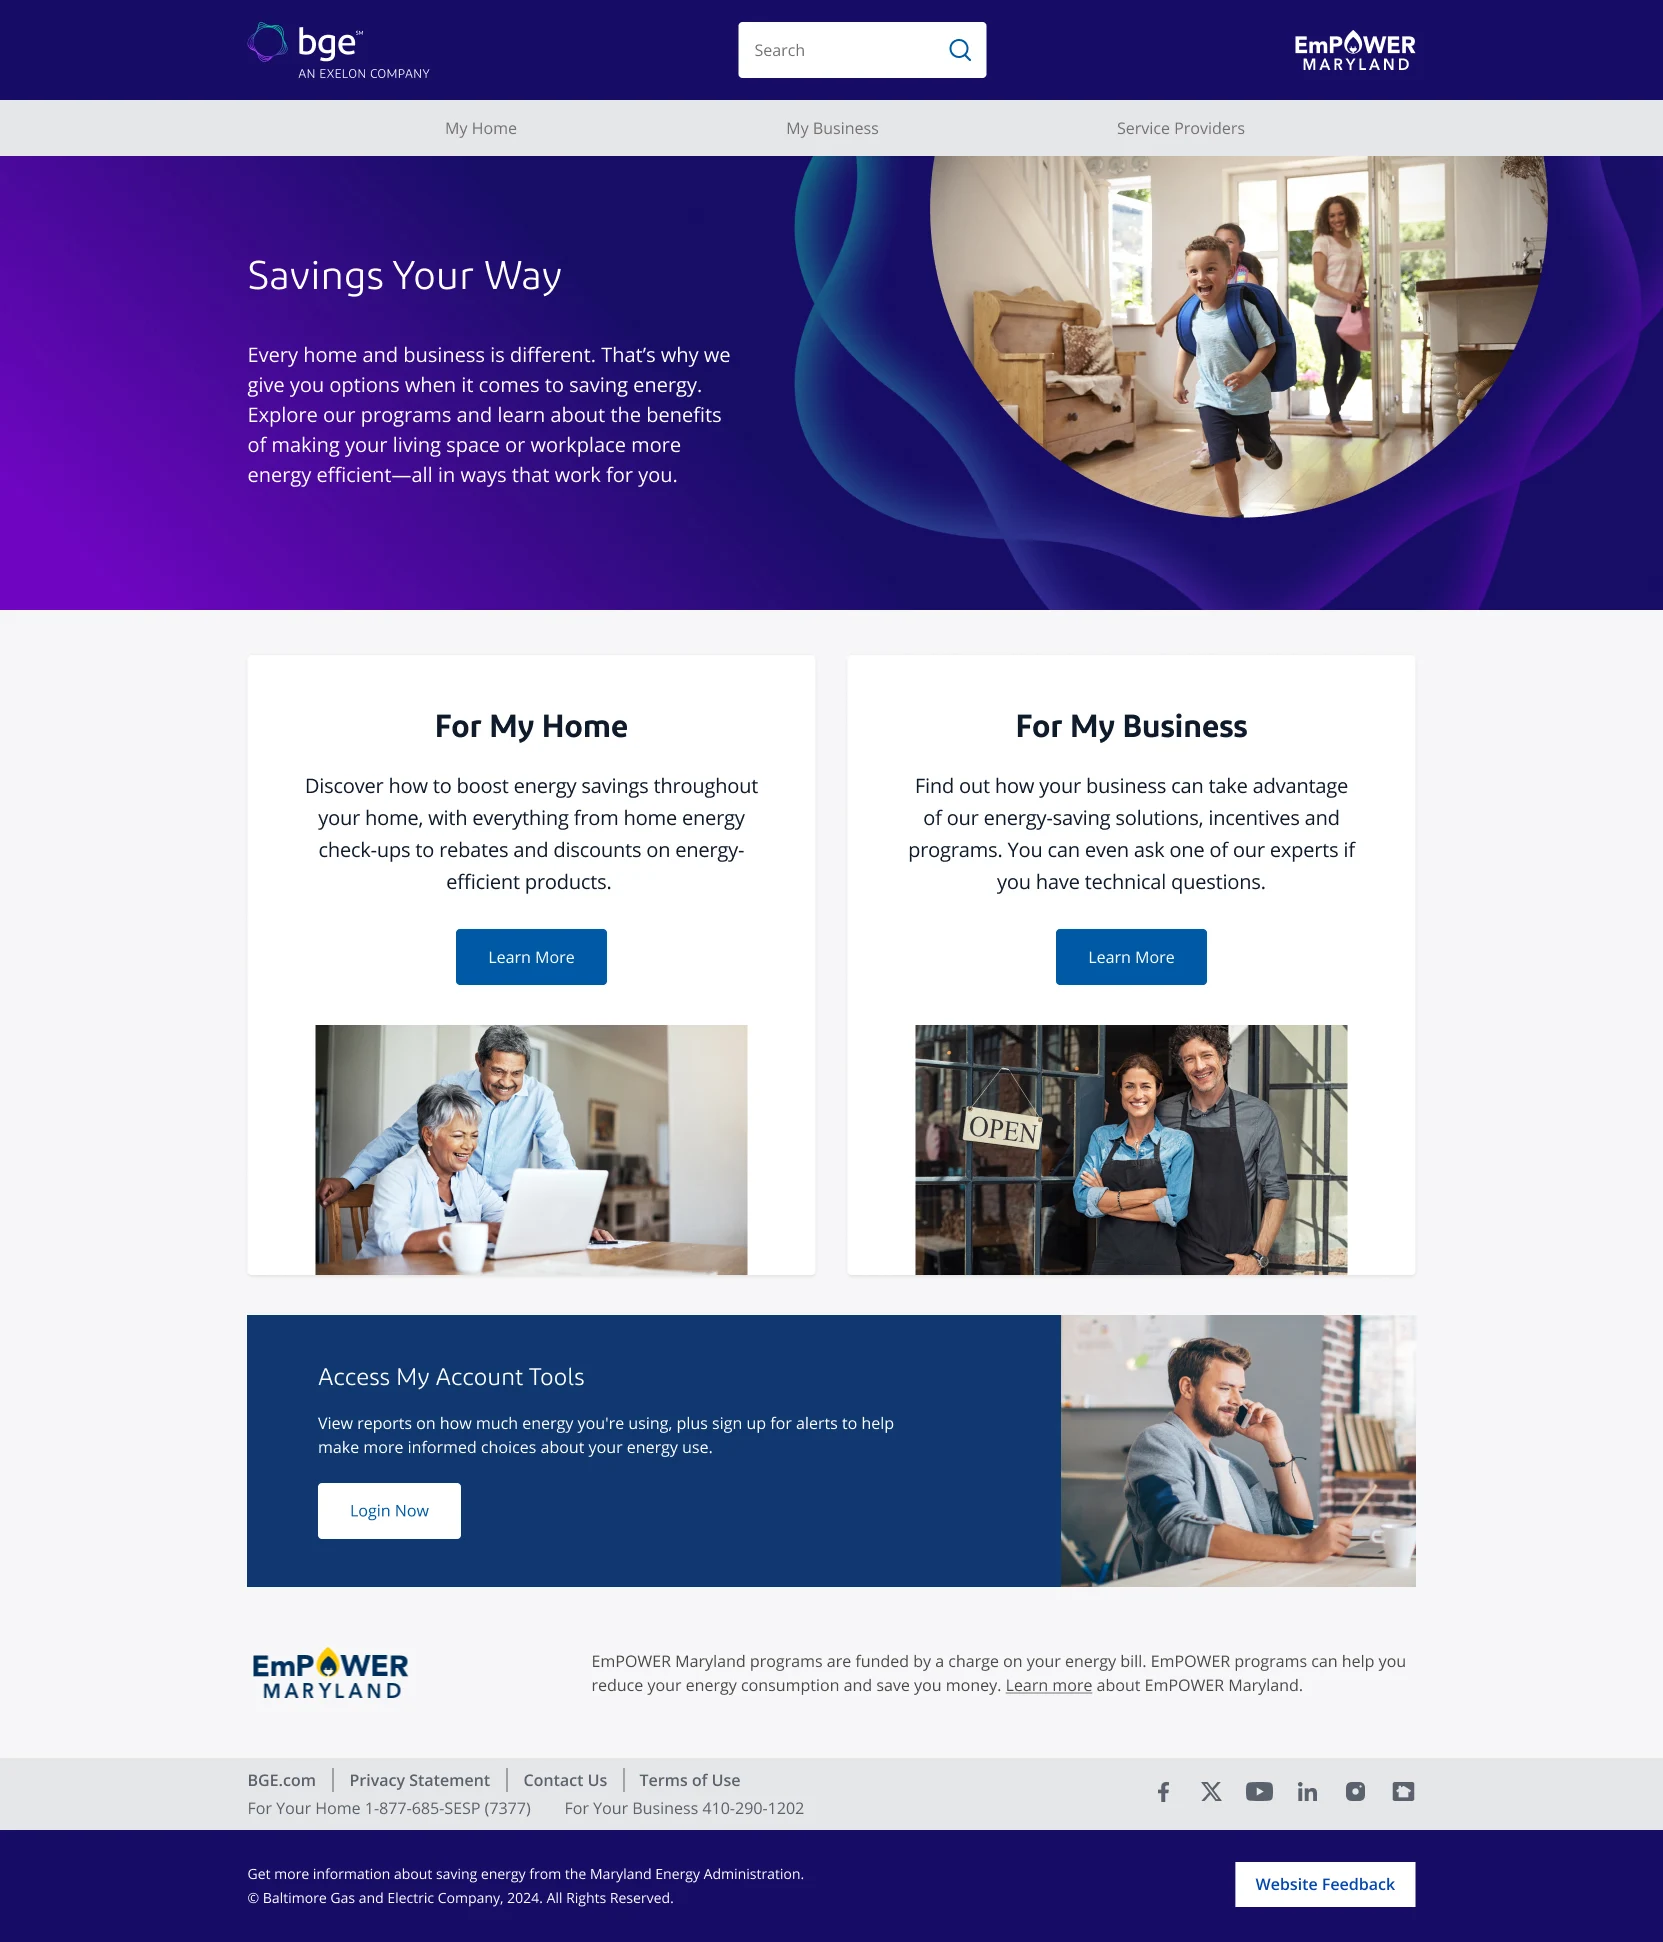 bge℠
AN EXELON COMPANY
Search
EmPOWER
MARYLAND
My Home
My Business
Service Providers
Savings Your Way
Every home and business is different. That’s why we
give you options when it comes to saving energy.
Explore our programs and learn about the benefits
of making your living space or workplace more
energy efficient—all in ways that work for you.
For My Home
Discover how to boost energy savings throughout
your home, with everything from home energy
check-ups to rebates and discounts on energy-
efficient products.
Learn More
For My Business
Find out how your business can take advantage
of our energy-saving solutions, incentives and
programs. You can even ask one of our experts if
you have technical questions.
Learn More
OPEN
Access My Account Tools
View reports on how much energy you're using, plus sign up for alerts to help
make more informed choices about your energy use.
Login Now
EmPOWER
MARYLAND
EmPOWER Maryland programs are funded by a charge on your energy bill. EmPOWER programs can help you
reduce your energy consumption and save you money. Learn more about EmPOWER Maryland.
BGE.com
Privacy Statement
Contact Us
Terms of Use
For Your Home 1-877-685-SESP (7377)
For Your Business 410-290-1202
Get more information about saving energy from the Maryland Energy Administration.
© Baltimore Gas and Electric Company, 2024. All Rights Reserved.
Website Feedback